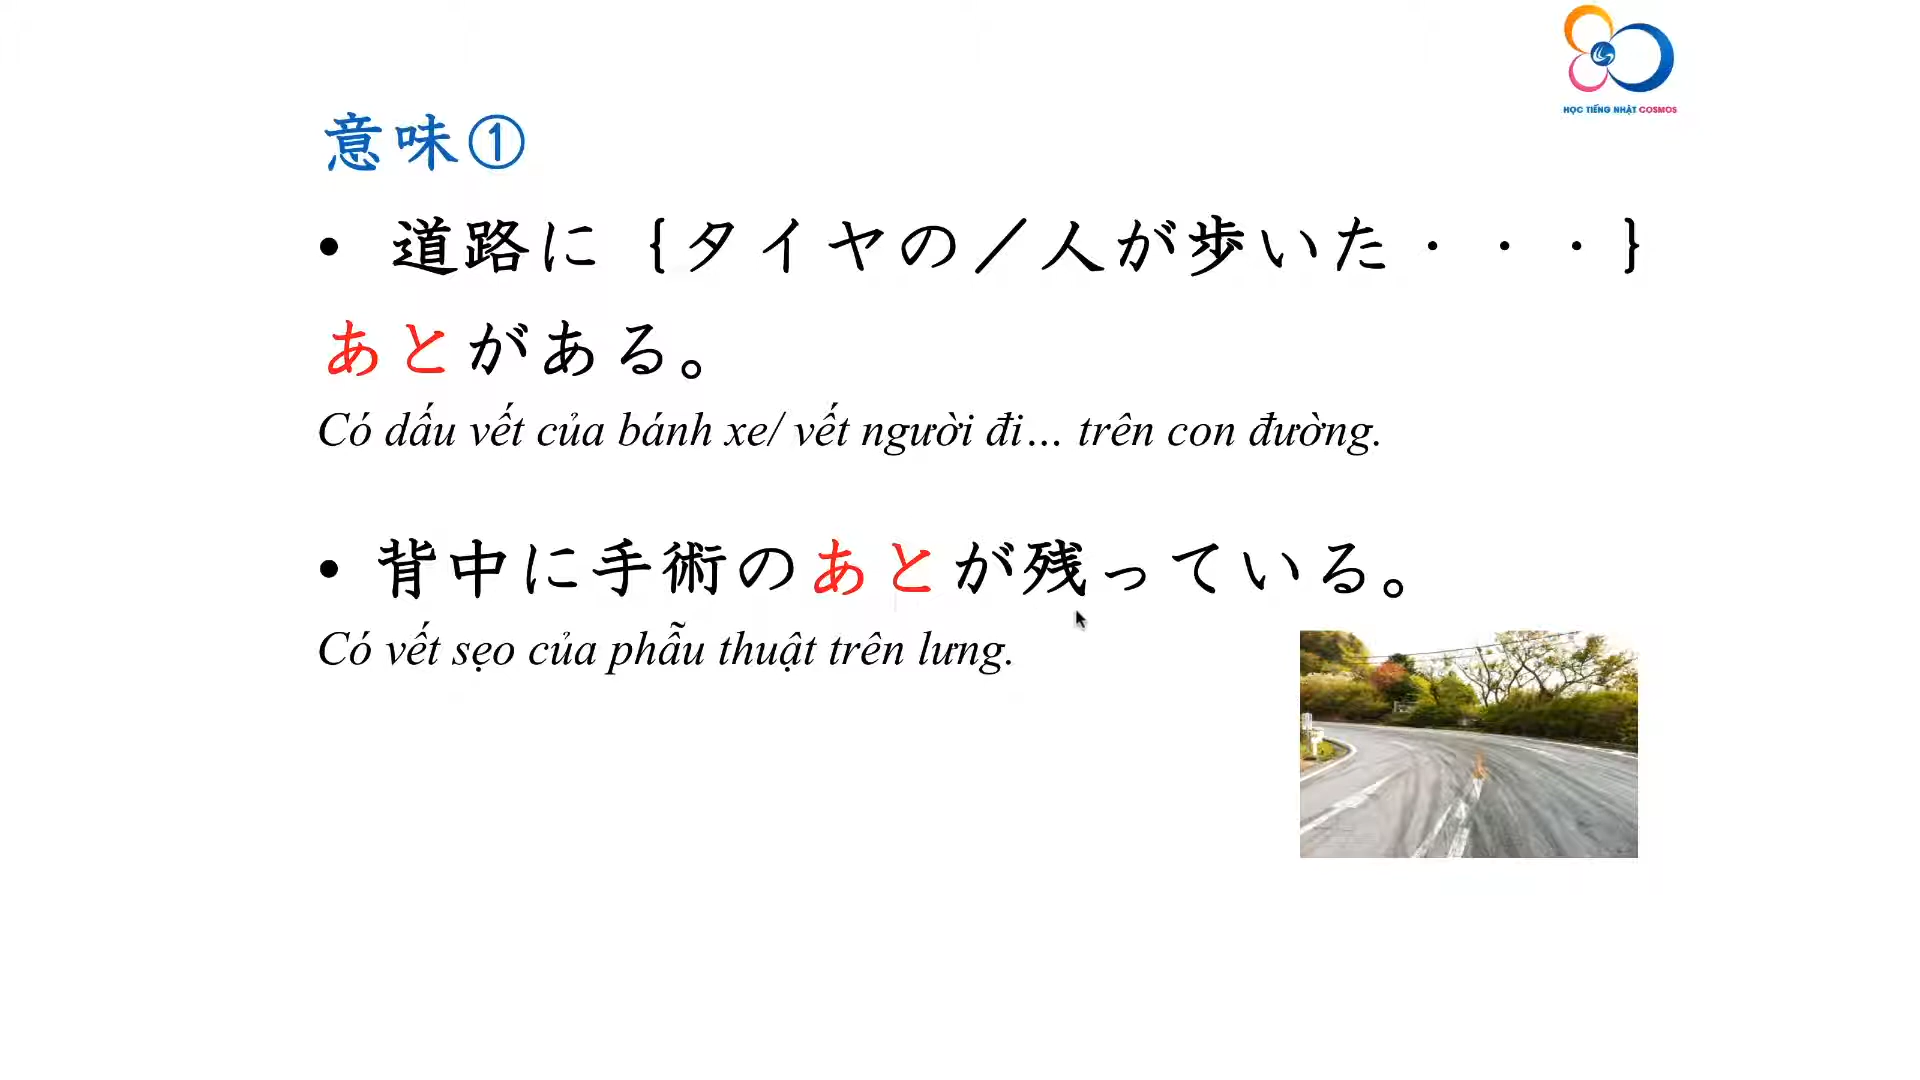 HỌC TIẾNG NHẬT COSMOS
意味①
• 道路に｛タイヤの／人が歩いた・・・｝
あとがある。
Có dấu vết của bánh xe/ vết người đi… trên con đường.
• 背中に手術のあとが残っている。
Có vết sẹo của phẫu thuật trên lưng.